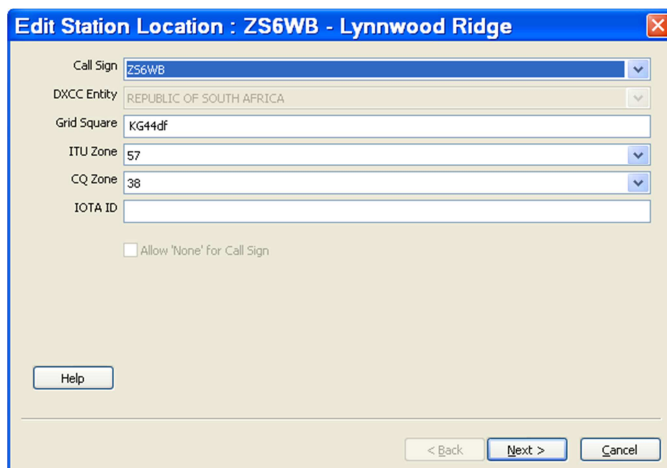 Edit Station Location : ZS6WB - Lynnwood Ridge
Call Sign ZS6WB
DXCC Entity REPUBLIC OF SOUTH AFRICA
Grid Square KG44df
ITU Zone 57
CQ Zone 38
IOTA ID
Allow 'None' for Call Sign
Help
< Back Next > Cancel